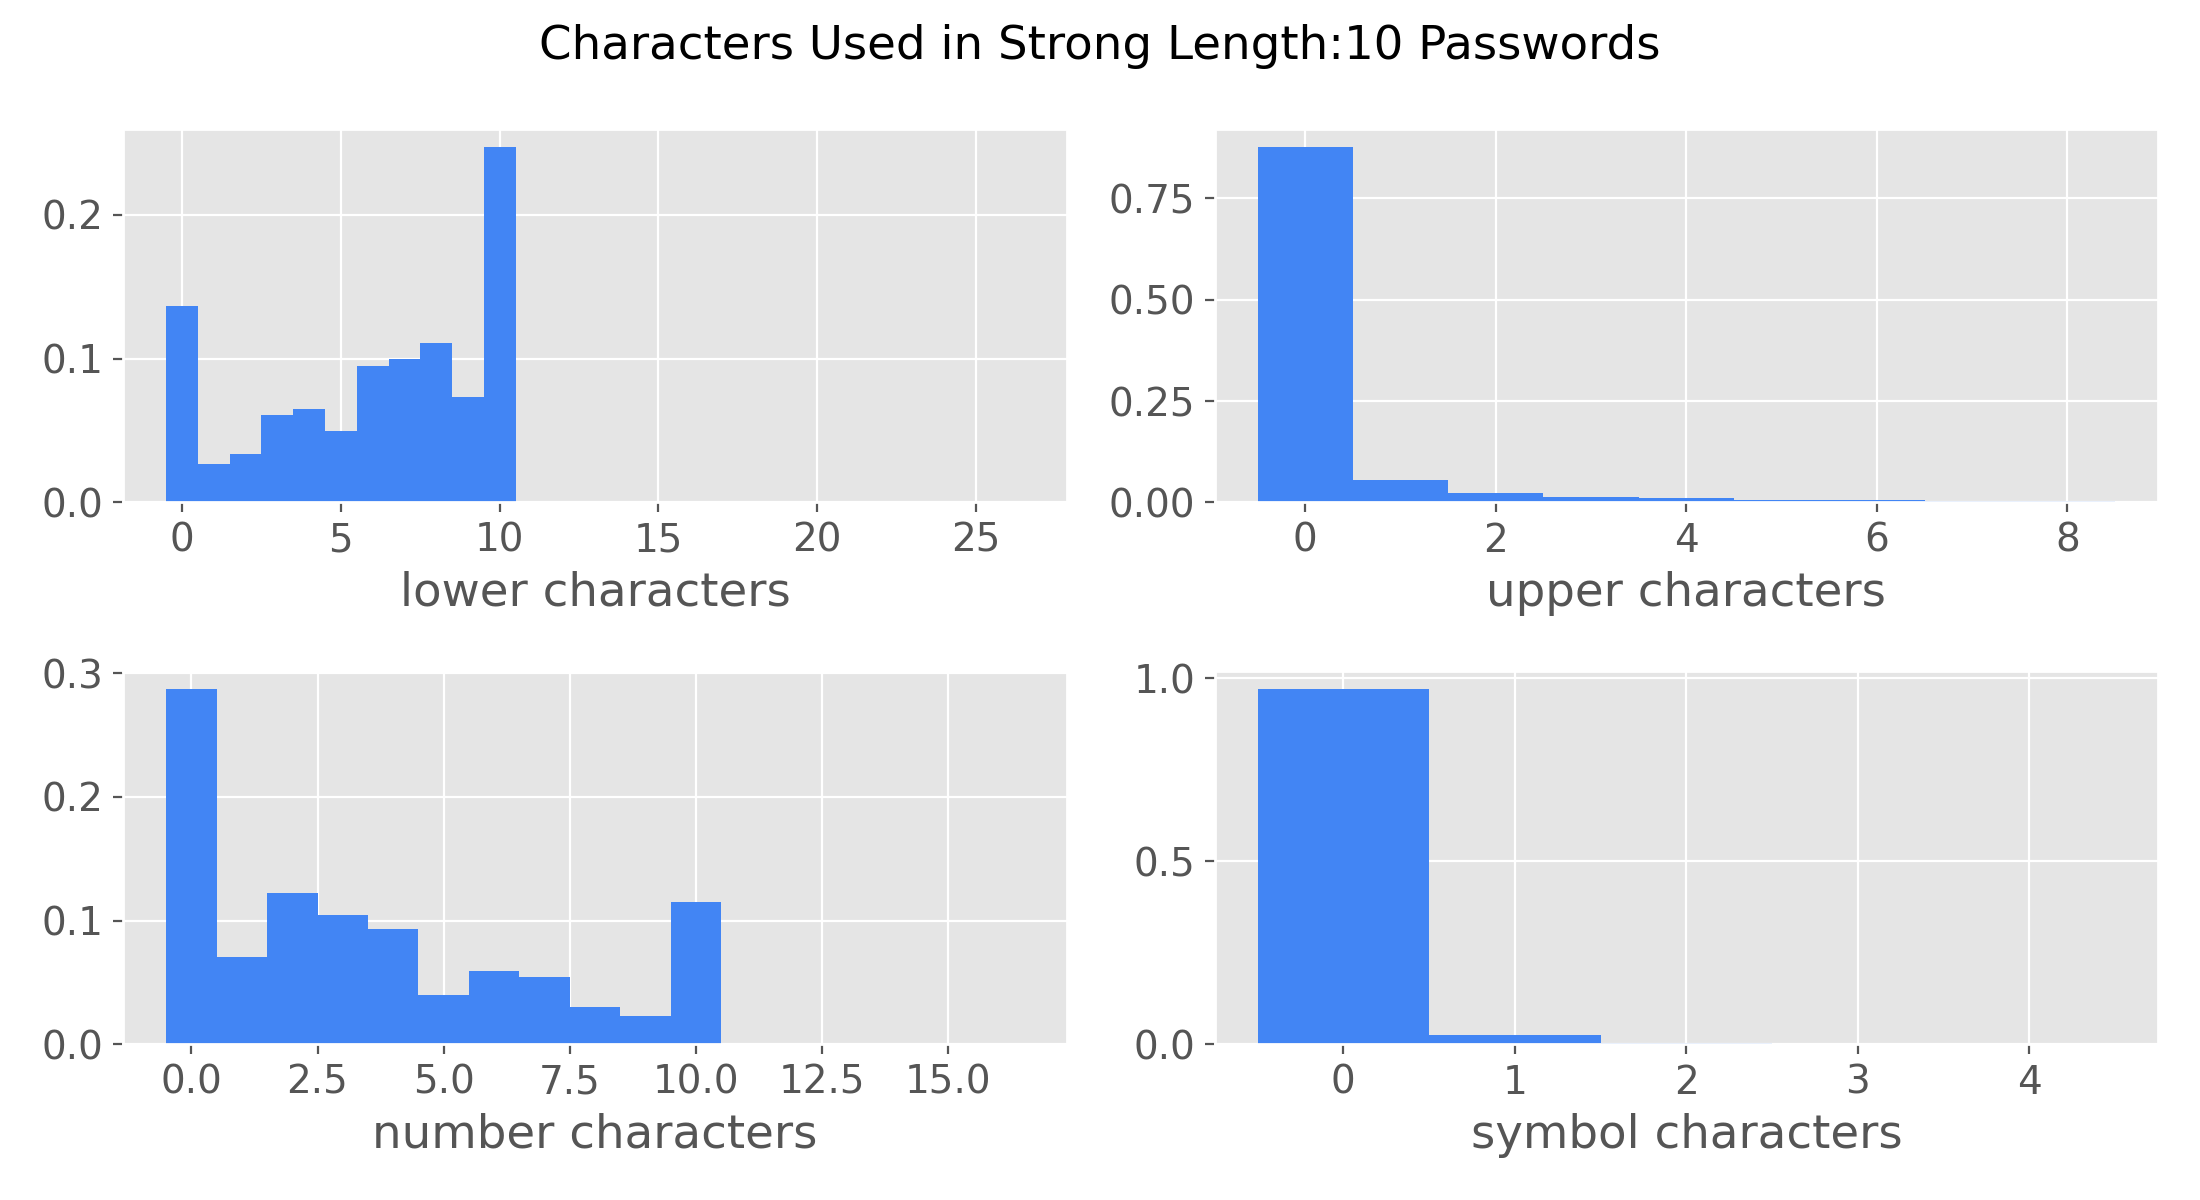 Characters Used in Strong Length:10 Passwords
0.2
0.1
0.0
0 5 10 15 20 25
lower characters
0.75
0.50
0.25
0.00
0 2 4 6 8
upper characters
0.3
0.2
0.1
0.0
0.0 2.5 5.0 7.5 10.0 12.5 15.0
number characters
1.0
0.5
0.0
0 1 2 3 4
symbol characters